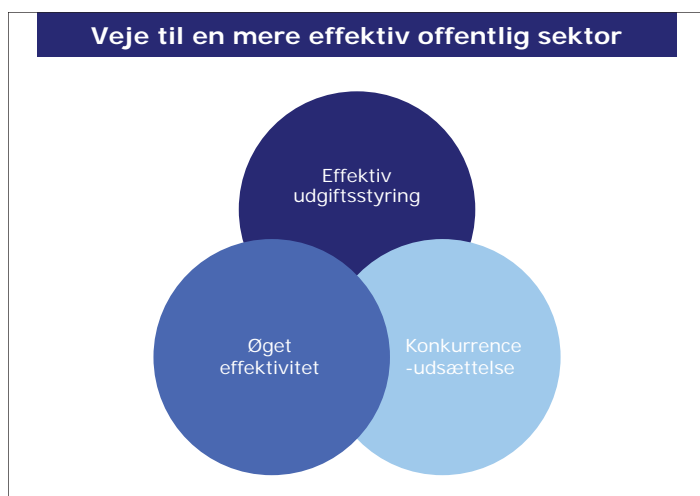 Veje til en mere effektiv offentlig sektor
Effektiv
udgiftsstyring
Øget
effektivitet
Konkurrence
-udsættelse